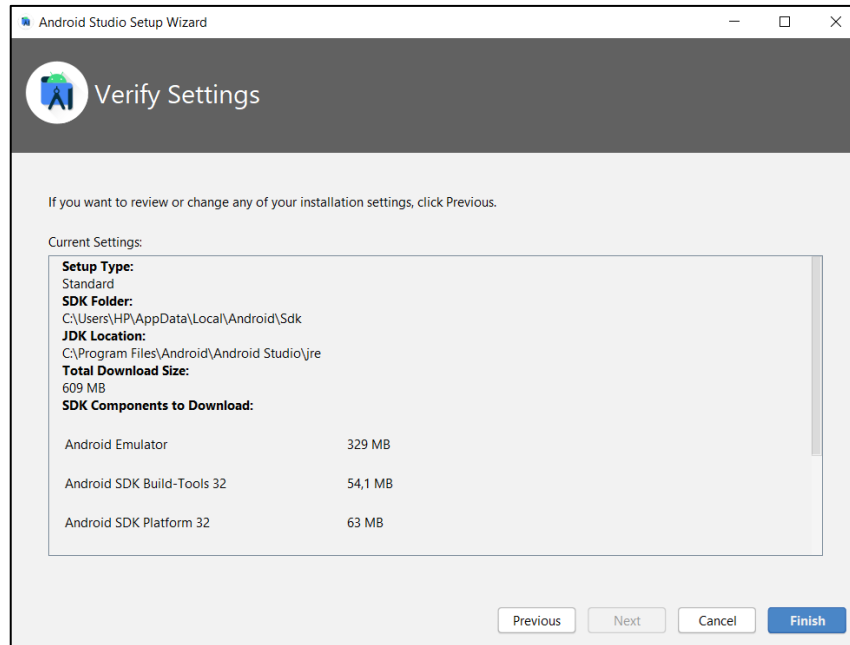 Android Studio Setup Wizard
Verify Settings
If you want to review or change any of your installation settings, click Previous.
Current Settings:
Setup Type:
Standard
SDK Folder:
C:\Users\HP\AppData\Local\Android\Sdk
JDK Location:
C:\Program Files\Android\Android Studio\jre
Total Download Size:
609 MB
SDK Components to Download:
Android Emulator 329 MB
Android SDK Build-Tools 32 54,1 MB
Android SDK Platform 32 63 MB
Previous Next Cancel Finish